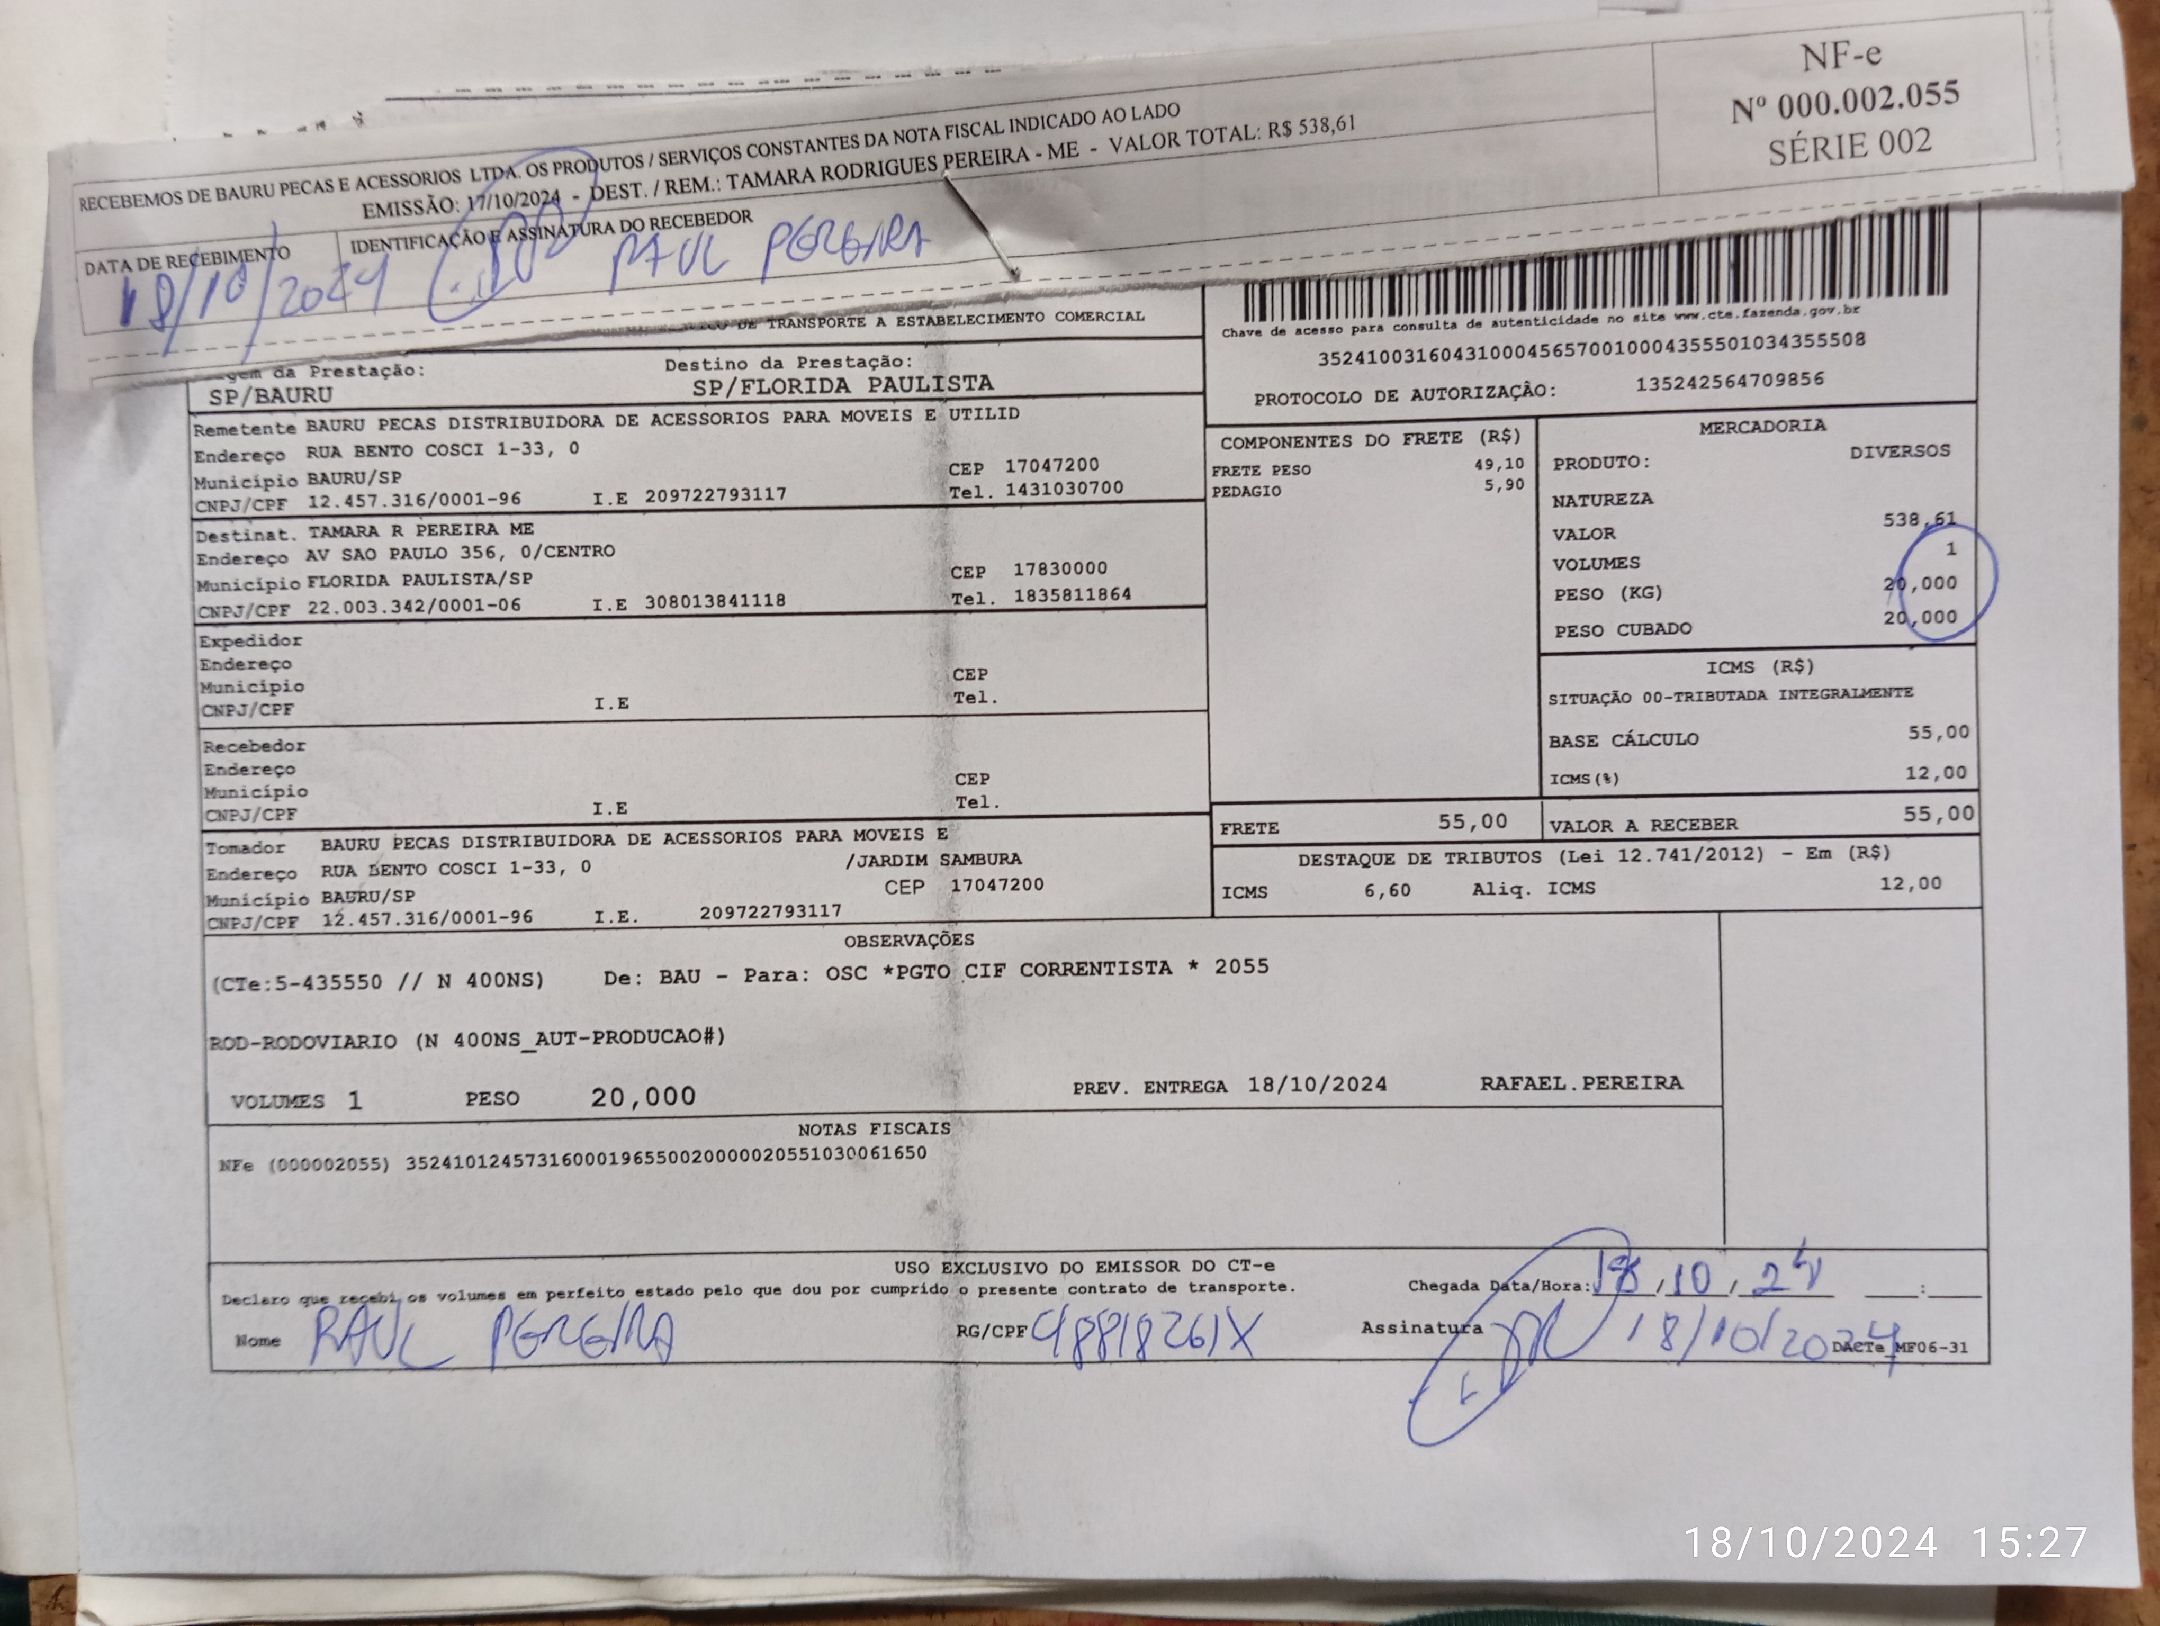 NF-e
Nº 000.002.055
SÉRIE 002
RECEBEMOS DE BAURU PECAS E ACESSORIOS LTDA. OS PRODUTOS / SERVIÇOS CONSTANTES DA NOTA FISCAL INDICADO AO LADO
EMISSÃO: 17/10/2024 - DEST. / REM.: TAMARA RODRIGUES PEREIRA - ME - VALOR TOTAL: R$ 538,61
DATA DE RECEBIMENTO
IDENTIFICAÇÃO E ASSINATURA DO RECEBEDOR
18/10/2024 RAUL PEREIRA
DE TRANSPORTE A ESTABELECIMENTO COMERCIAL
Chave de acesso para consulta de autenticidade no site www.cte.fazenda.gov.br
35241003160431000456570010004355501034355508
PROTOCOLO DE AUTORIZAÇÃO: 135242564709856
da Prestação: Destino da Prestação:
SP/BAURU SP/FLORIDA PAULISTA
Remetente BAURU PECAS DISTRIBUIDORA DE ACESSORIOS PARA MOVEIS E UTILID
Endereço RUA BENTO COSCI 1-33, 0
Município BAURU/SP CEP 17047200
CNPJ/CPF 12.457.316/0001-96 I.E 209722793117 Tel. 1431030700
Destinat. TAMARA R PEREIRA ME
Endereço AV SAO PAULO 356, 0/CENTRO
Município FLORIDA PAULISTA/SP CEP 17830000
CNPJ/CPF 22.003.342/0001-06 I.E 308013841118 Tel. 1835811864
Expedidor
Endereço
Município CEP
CNPJ/CPF I.E Tel.
Recebedor
Endereço
Município CEP
CNPJ/CPF I.E Tel.
Tomador BAURU PECAS DISTRIBUIDORA DE ACESSORIOS PARA MOVEIS E
Endereço RUA BENTO COSCI 1-33, 0 /JARDIM SAMBURA
Município BAURU/SP CEP 17047200
CNPJ/CPF 12.457.316/0001-96 I.E. 209722793117
COMPONENTES DO FRETE (R$)
FRETE PESO 49,10
PEDAGIO 5,90
MERCADORIA
PRODUTO: DIVERSOS
NATUREZA
VALOR 538,61
VOLUMES 1
PESO (KG) 20,000
PESO CUBADO 20,000
ICMS (R$)
SITUAÇÃO 00-TRIBUTADA INTEGRALMENTE
BASE CÁLCULO 55,00
ICMS(%) 12,00
FRETE 55,00 VALOR A RECEBER 55,00
DESTAQUE DE TRIBUTOS (Lei 12.741/2012) - Em (R$)
ICMS 6,60 Aliq. ICMS 12,00
OBSERVAÇÕES
(CTe:5-435550 // N 400NS) De: BAU - Para: OSC *PGTO CIF CORRENTISTA * 2055
ROD-RODOVIARIO (N 400NS_AUT-PRODUCAO#)
VOLUMES 1 PESO 20,000 PREV. ENTREGA 18/10/2024 RAFAEL.PEREIRA
NOTAS FISCAIS
NFe (000002055) 35241012457316000196550020000020551030061650
USO EXCLUSIVO DO EMISSOR DO CT-e
Declaro que recebi os volumes em perfeito estado pelo que dou por cumprido o presente contrato de transporte. Chegada Data/Hora: 18/10/24 :
Nome RAUL PEREIRA RG/CPF 48818261X Assinatura 18/10/2024
DACTe_MF06-31
18/10/2024 15:27